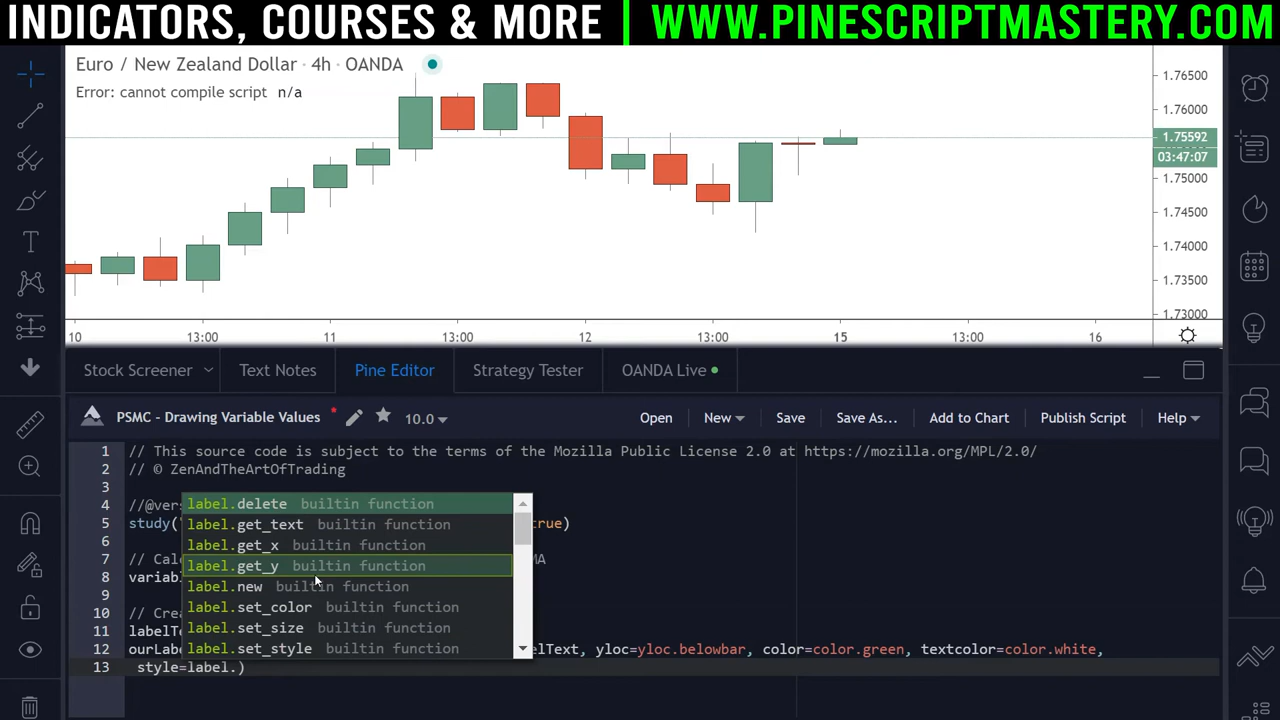 INDICATORS, COURSES & MORE | WWW.PINESCRIPTMASTERY.COM
Euro / New Zealand Dollar · 4h · OANDA
Error: cannot compile script n/a
1.76500
1.76000
1.75592
03:47:07
1.75000
1.74500
1.74000
1.73500
1.73000
10 13:00 11 13:00 12 13:00 15 13:00 16
Stock Screener Text Notes Pine Editor Strategy Tester OANDA Live
PSMC - Drawing Variable Values 10.0 Open New Save Save As... Add to Chart Publish Script Help
1 // This source code is subject to the terms of the Mozilla Public License 2.0 at https://mozilla.org/MPL/2.0/
2 // © ZenAndTheArtOfTrading
3
4 //@vers
5 study( true)
6
7 // Cal MA
8 variab
9
10 // Crea
11 labelTe
12 ourLabe elText, yloc=yloc.belowbar, color=color.green, textcolor=color.white,
13 style=label.)
label.delete builtin function
label.get_text builtin function
label.get_x builtin function
label.get_y builtin function
label.new builtin function
label.set_color builtin function
label.set_size builtin function
label.set_style builtin function